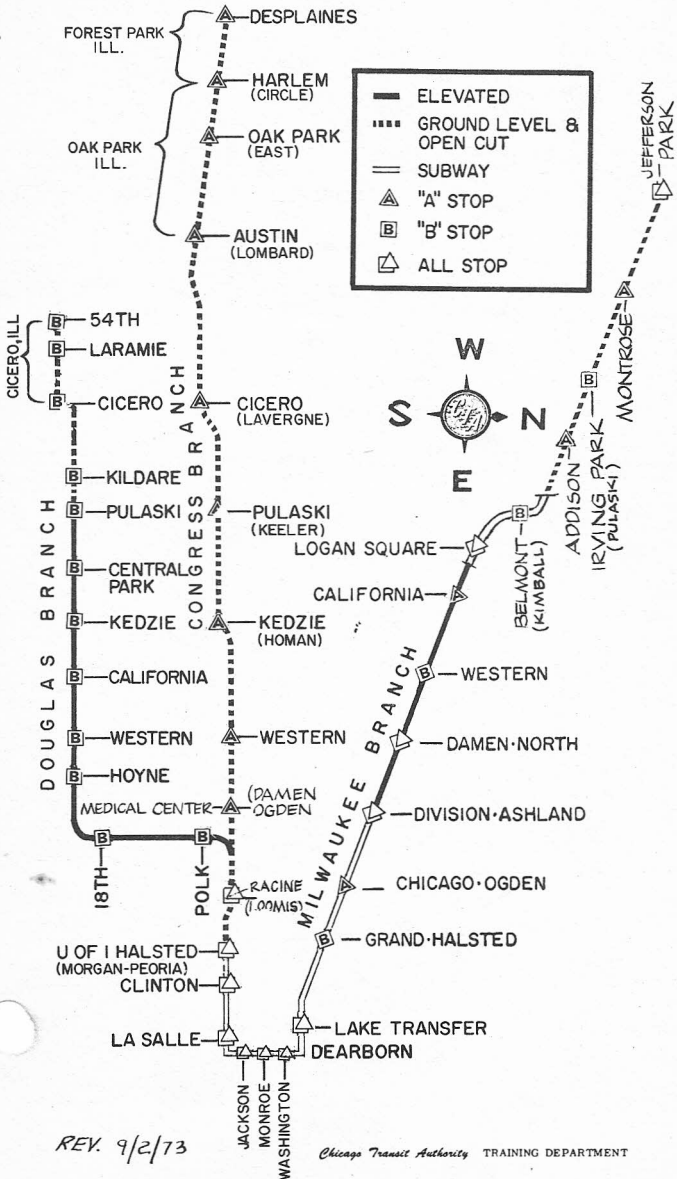 DESPLAINES
FOREST PARK
ILL.
HARLEM
(CIRCLE)
OAK PARK
(EAST)
OAK PARK
ILL.
AUSTIN
(LOMBARD)
ELEVATED
GROUND LEVEL &
OPEN CUT
SUBWAY
A "A" STOP
B "B" STOP
ALL STOP
JEFFERSON
PARK
A
MONTROSE
B
IRVING PARK
(PULASKI)
A
ADDISON
B
BELMONT
(KIMBALL)
W
S N
E
CICERO, ILL
B 54TH
B LARAMIE
B CICERO
B KILDARE
B PULASKI
B CENTRAL
PARK
B KEDZIE
B CALIFORNIA
B WESTERN
B HOYNE
DOUGLAS BRANCH
B 18TH
B POLK
CONGRESS BRANCH
A CICERO
(LAVERGNE)
A PULASKI
(KEELER)
A KEDZIE
(HOMAN)
A WESTERN
MEDICAL CENTER A (DAMEN
OGDEN
RACINE
(LOOMIS)
U OF I HALSTED
(MORGAN-PEORIA)
CLINTON
LA SALLE
JACKSON
MONROE
WASHINGTON
LOGAN SQUARE
CALIFORNIA A
B WESTERN
DAMEN·NORTH
DIVISION·ASHLAND
A CHICAGO·OGDEN
B GRAND·HALSTED
LAKE TRANSFER
DEARBORN
MILWAUKEE BRANCH
REV. 9/2/73
Chicago Transit Authority TRAINING DEPARTMENT